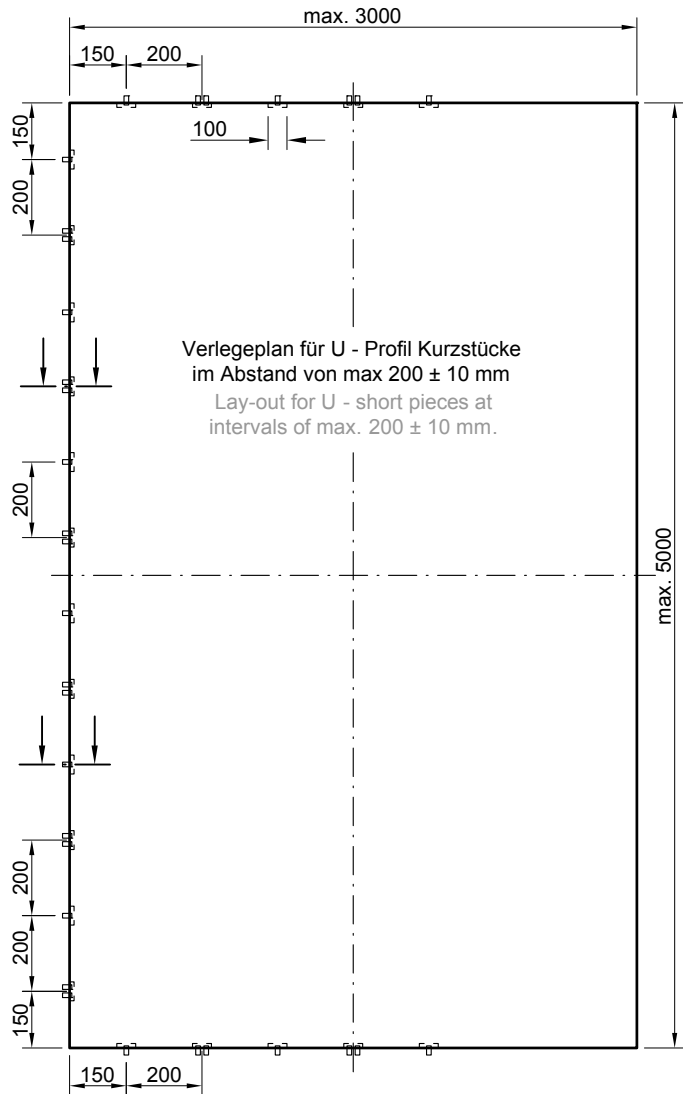 max. 3000
150
200
150
100
200
Verlegeplan für U - Profil Kurzstücke
im Abstand von max 200 ± 10 mm
Lay-out for U - short pieces at
intervals of max. 200 ± 10 mm.
200
max. 5000
200
200
150
150
200